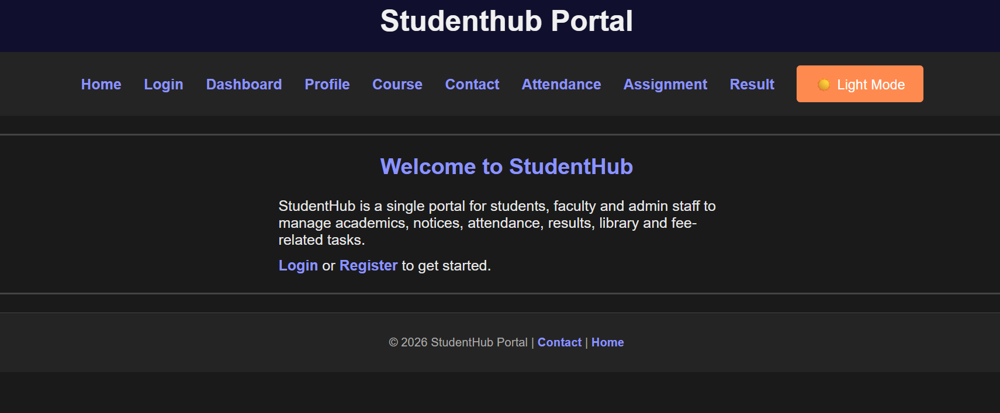 Studenthub Portal
Home Login Dashboard Profile Course Contact Attendance Assignment Result Light Mode
Welcome to StudentHub
StudentHub is a single portal for students, faculty and admin staff to
manage academics, notices, attendance, results, library and fee-
related tasks.
Login or Register to get started.
© 2026 StudentHub Portal | Contact | Home